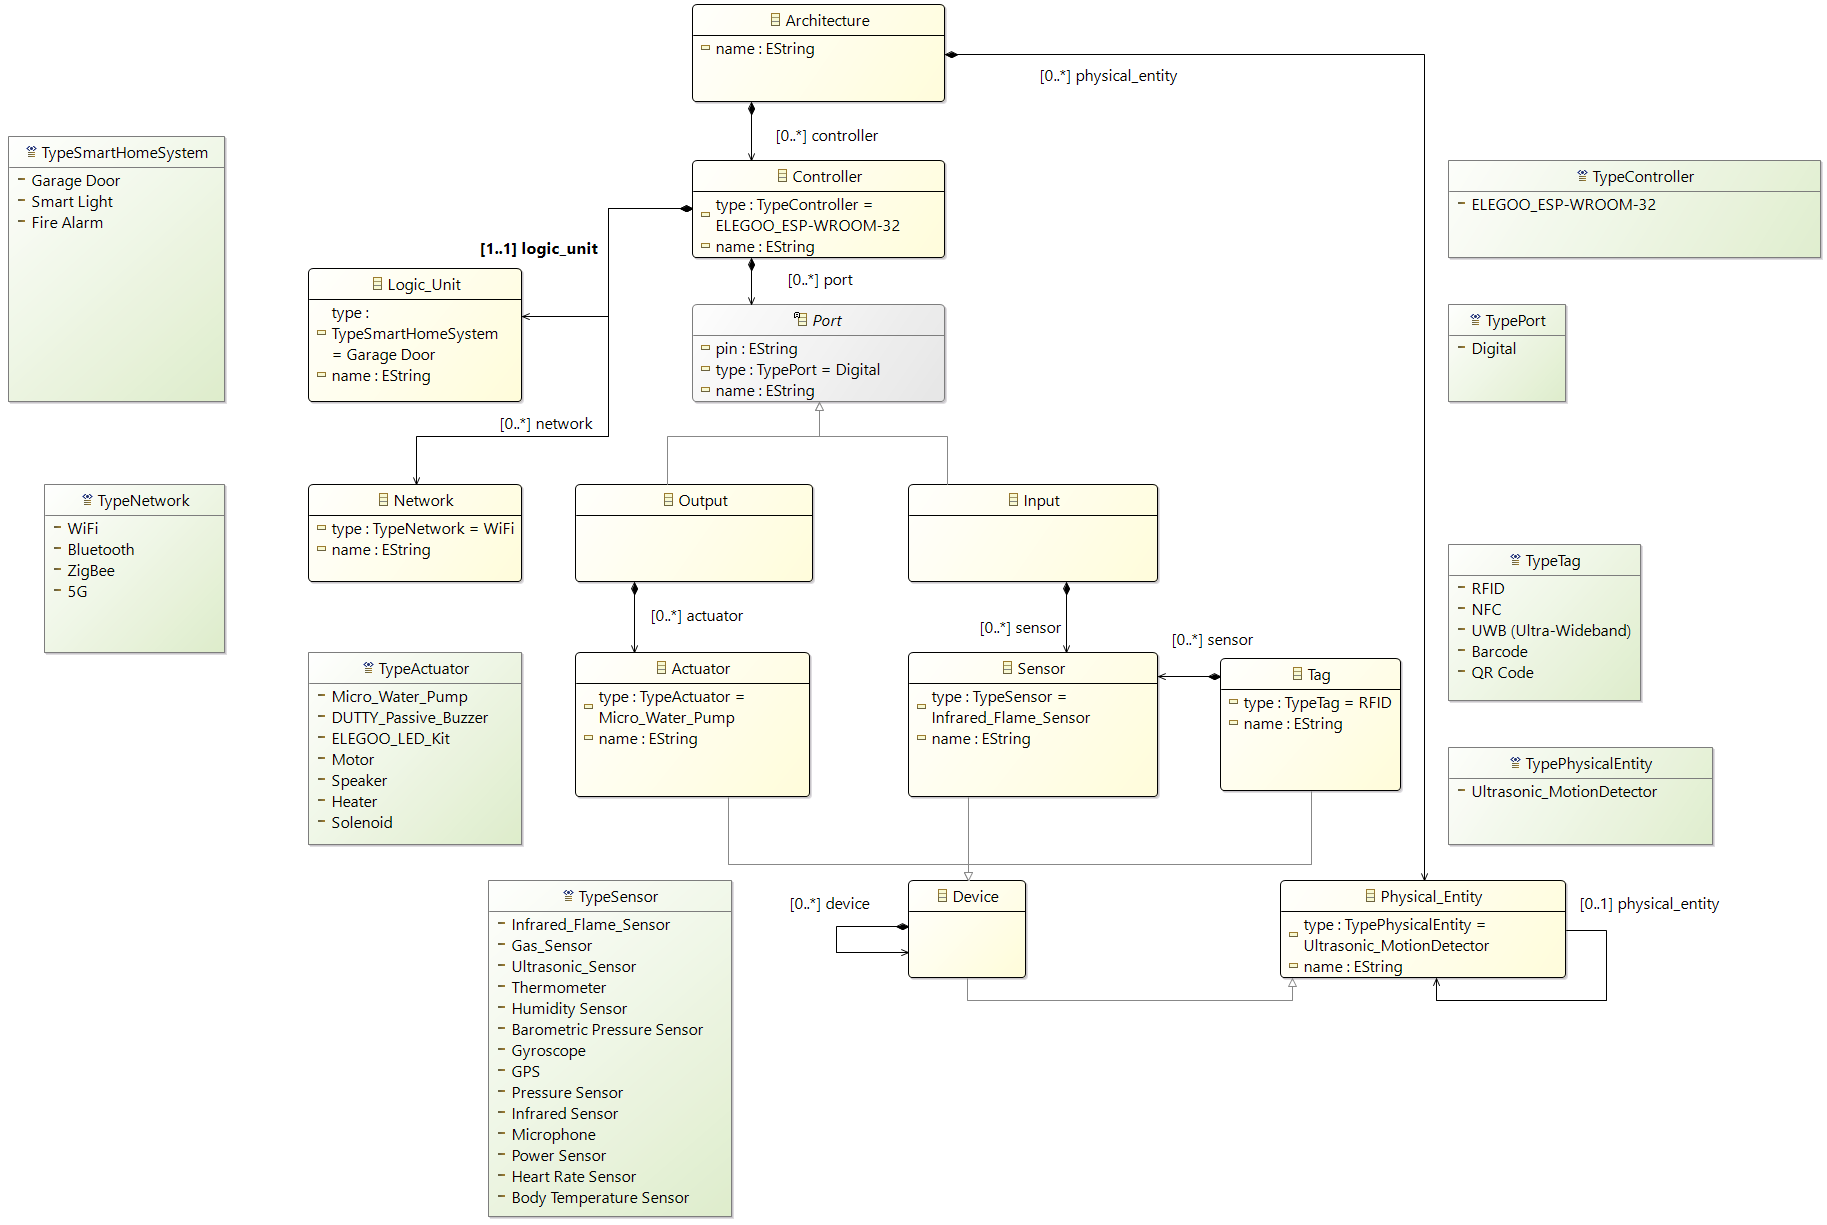 Architecture
name : EString
[0..*] physical_entity
[0..*] controller
TypeSmartHomeSystem
Garage Door
Smart Light
Fire Alarm
Controller
type : TypeController =
ELEGOO_ESP-WROOM-32
name : EString
TypeController
ELEGOO_ESP-WROOM-32
[1..1] logic_unit
[0..*] port
Logic_Unit
type :
TypeSmartHomeSystem
= Garage Door
name : EString
Port
pin : EString
type : TypePort = Digital
name : EString
TypePort
Digital
[0..*] network
TypeNetwork
WiFi
Bluetooth
ZigBee
5G
Network
type : TypeNetwork = WiFi
name : EString
Output
Input
TypeTag
RFID
NFC
UWB (Ultra-Wideband)
Barcode
QR Code
[0..*] actuator
[0..*] sensor
[0..*] sensor
TypeActuator
Micro_Water_Pump
DUTTY_Passive_Buzzer
ELEGOO_LED_Kit
Motor
Speaker
Heater
Solenoid
Actuator
type : TypeActuator =
Micro_Water_Pump
name : EString
Sensor
type : TypeSensor =
Infrared_Flame_Sensor
name : EString
Tag
type : TypeTag = RFID
name : EString
TypePhysicalEntity
Ultrasonic_MotionDetector
TypeSensor
Infrared_Flame_Sensor
Gas_Sensor
Ultrasonic_Sensor
Thermometer
Humidity Sensor
Barometric Pressure Sensor
Gyroscope
GPS
Pressure Sensor
Infrared Sensor
Microphone
Power Sensor
Heart Rate Sensor
Body Temperature Sensor
[0..*] device
Device
Physical_Entity
type : TypePhysicalEntity =
Ultrasonic_MotionDetector
name : EString
[0..1] physical_entity